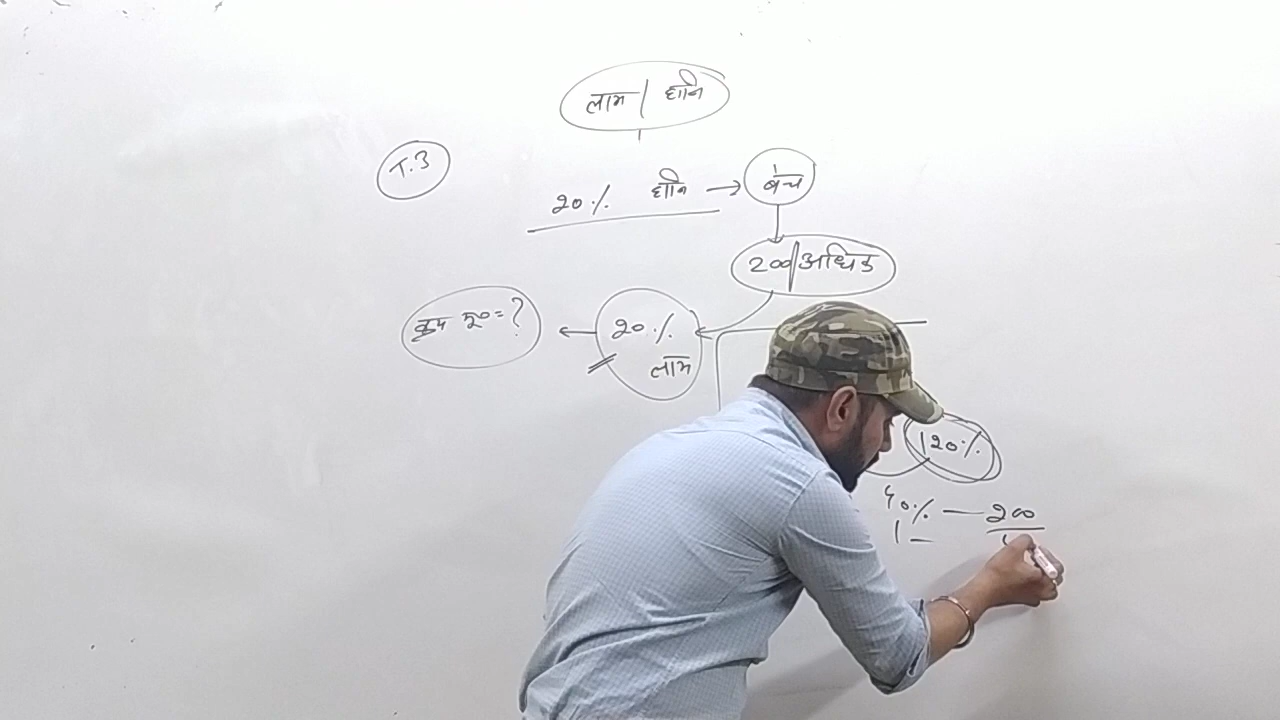 लाभ | हानि
T.3
20% हानि → बेच
200 | अधिक
क्रय मू० = ?
← 20%
लाभ
120%
40% — 200
1 —